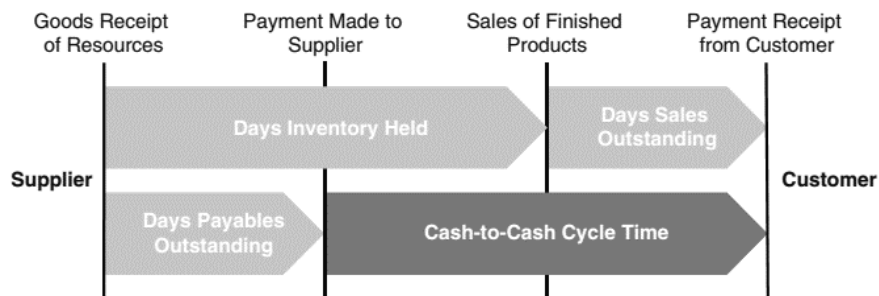 Goods Receipt
of Resources
Payment Made to
Supplier
Sales of Finished
Products
Payment Receipt
from Customer
Days Inventory Held
Days Sales
Outstanding
Supplier
Customer
Days Payables
Outstanding
Cash-to-Cash Cycle Time